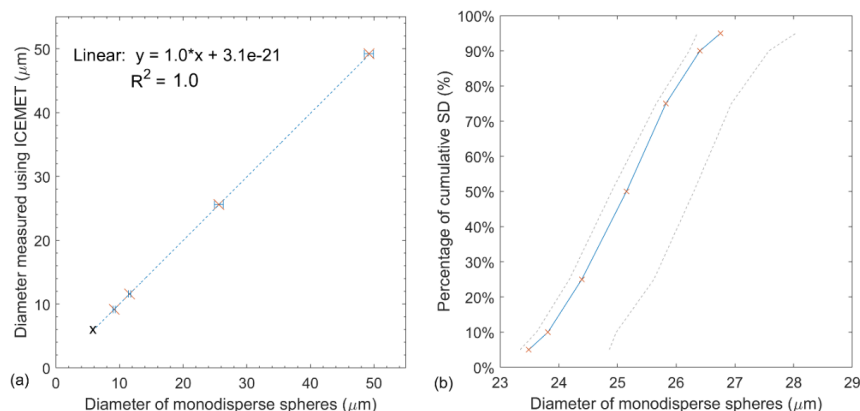 Linear: y = 1.0*x + 3.1e-21
R² = 1.0
Diameter measured using ICEMET (μm)
50
40
30
20
10
0
0 10 20 30 40 50
Diameter of monodisperse spheres (μm)
(a)
Percentage of cumulative SD (%)
100%
90%
80%
70%
60%
50%
40%
30%
20%
10%
0%
23 24 25 26 27 28 29
Diameter of monodisperse spheres (μm)
(b)